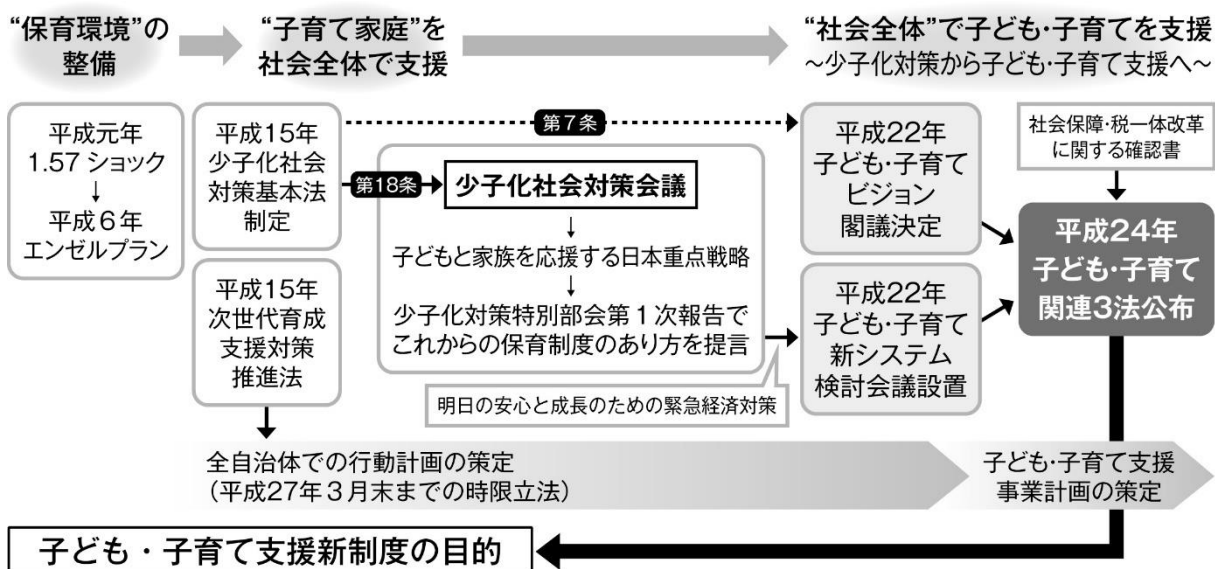 “保育環境”の
整備
“子育て家庭”を
社会全体で支援
“社会全体”で子ども・子育てを支援
～少子化対策から子ども・子育て支援へ～
平成元年
1.57 ショック
↓
平成６年
エンゼルプラン
平成15年
少子化社会
対策基本法
制定
平成15年
次世代育成
支援対策
推進法
第7条
第18条
少子化社会対策会議
↓
子どもと家族を応援する日本重点戦略
↓
少子化対策特別部会第１次報告で
これからの保育制度のあり方を提言
明日の安心と成長のための緊急経済対策
平成22年
子ども・子育て
ビジョン
閣議決定
平成22年
子ども・子育て
新システム
検討会議設置
社会保障・税一体改革
に関する確認書
平成24年
子ども・子育て
関連3法公布
全自治体での行動計画の策定
（平成27年３月末までの時限立法）
子ども・子育て支援
事業計画の策定
子ども・子育て支援新制度の目的